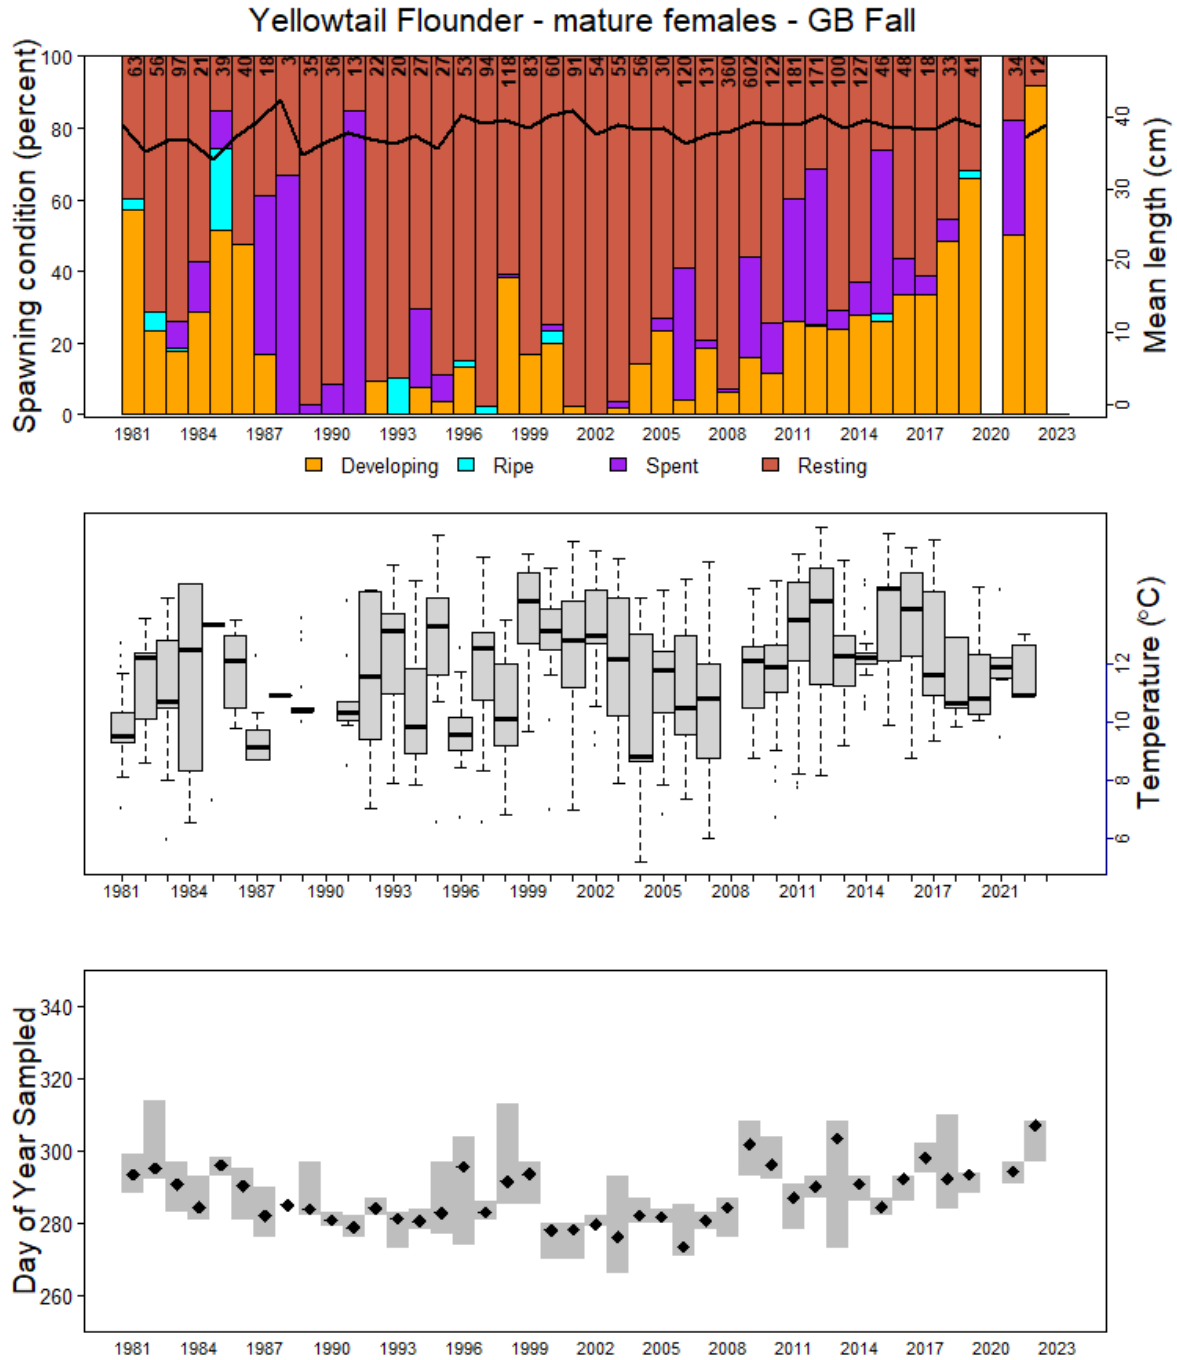 Yellowtail Flounder - mature females - GB Fall
Spawning condition (percent)
100
80
60
40
20
0
63 56 97 21 39 40 18 3 35 36 13 22 20 27 27 53 94 118 83 60 91 54 55 56 30 120 131 360 602 122 181 171 100 127 46 48 18 33 41 34 12
40
30
20
10
0
Mean length (cm)
1981 1984 1987 1990 1993 1996 1999 2002 2005 2008 2011 2014 2017 2020 2023
Developing Ripe Spent Resting
12
10
8
6
Temperature (°C)
1981 1984 1987 1990 1993 1996 1999 2002 2005 2008 2011 2014 2017 2021
Day of Year Sampled
340
320
300
280
260
1981 1984 1987 1990 1993 1996 1999 2002 2005 2008 2011 2014 2017 2020 2023